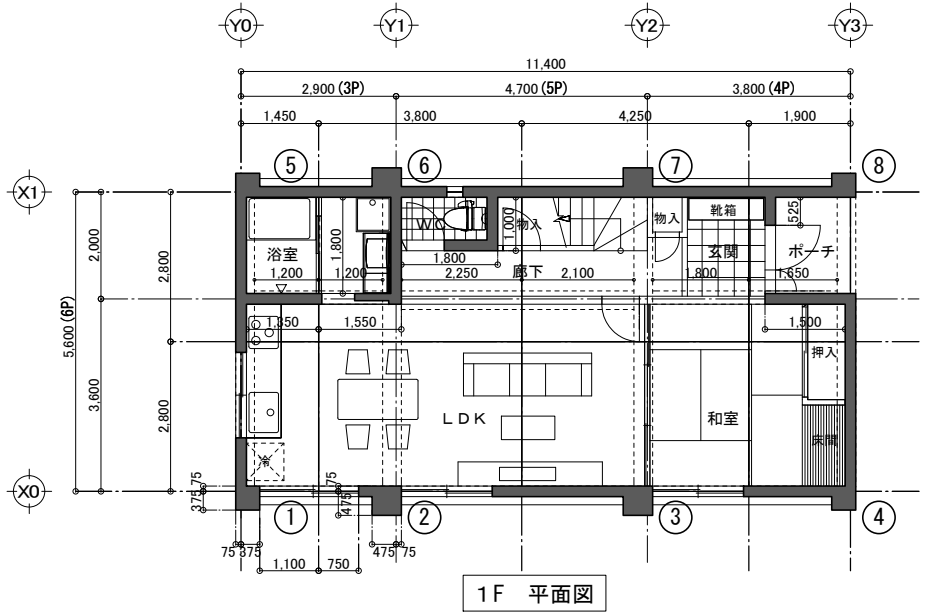 Y0 Y1 Y2 Y3
11,400
2,900 (3P) 4,700 (5P) 3,800 (4P)
1,450 3,800 4,250 1,900
⑤ ⑥ ⑦ ⑧
X1
WC 物入 1,000 物入 靴箱 525
2,000 2,800 浴室 1,800 玄関 ポーチ
1,800 廊下
1,200 1,200 2,250 2,100 1,800 1,650
5,600 (6P)
1,350 1,550 1,500
押入
3,600 2,800 LDK 和室
床間
冷
X0
75 375 75 475
① ② ③ ④
75 375 475 75
1,100 750
1F 平面図